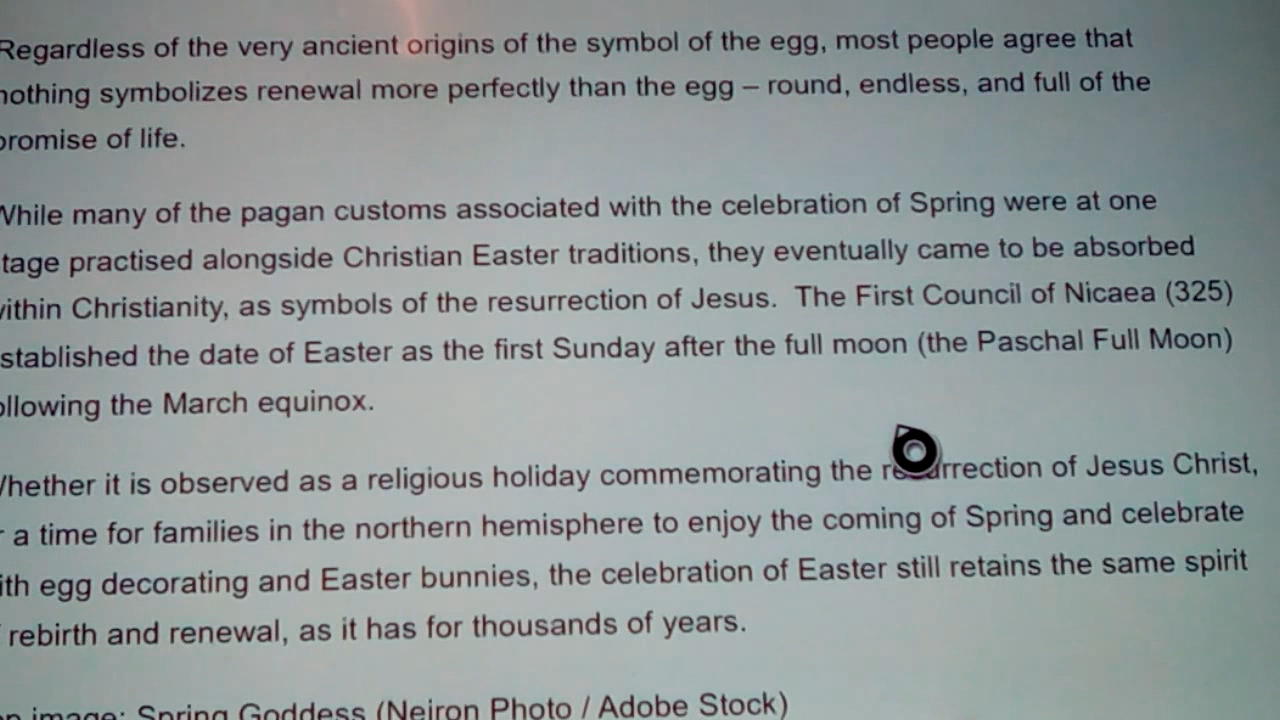 Regardless of the very ancient origins of the symbol of the egg, most people agree that
nothing symbolizes renewal more perfectly than the egg – round, endless, and full of the
promise of life.
While many of the pagan customs associated with the celebration of Spring were at one
tage practised alongside Christian Easter traditions, they eventually came to be absorbed
within Christianity, as symbols of the resurrection of Jesus. The First Council of Nicaea (325)
stablished the date of Easter as the first Sunday after the full moon (the Paschal Full Moon)
ollowing the March equinox.
Whether it is observed as a religious holiday commemorating the resurrection of Jesus Christ,
r a time for families in the northern hemisphere to enjoy the coming of Spring and celebrate
ith egg decorating and Easter bunnies, the celebration of Easter still retains the same spirit
rebirth and renewal, as it has for thousands of years.
image: Spring Goddess (Neiron Photo / Adobe Stock)